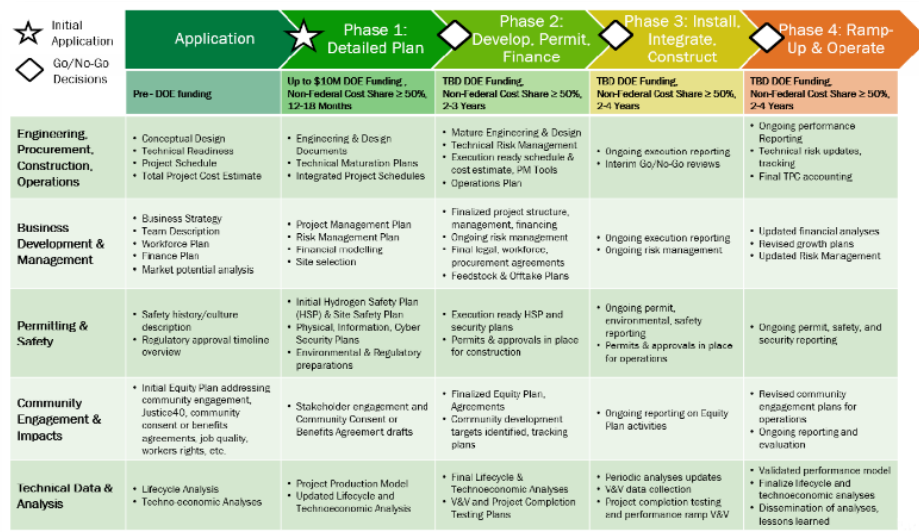 Initial
Application
Go/No-Go
Decisions
Application
Phase 1:
Detailed Plan
Phase 2:
Develop, Permit,
Finance
Phase 3: Install,
Integrate,
Construct
Phase 4: Ramp-
Up & Operate
Pre - DOE funding
Up to $10M DOE Funding,
Non-Federal Cost Share ≥ 50%,
12-18 Months
TBD DOE Funding,
Non-Federal Cost Share ≥ 50%,
2-3 Years
TBD DOE Funding,
Non-Federal Cost Share ≥ 50%,
2-4 Years
TBD DOE Funding,
Non-Federal Cost Share ≥ 50%,
2-4 Years
Engineering,
Procurement,
Construction,
Operations
• Conceptual Design
• Technical Readiness
• Project Schedule
• Total Project Cost Estimate
• Engineering & Design
Documents
• Technical Maturation Plans
• Integrated Project Schedules
• Mature Engineering & Design
• Technical Risk Management
• Execution ready schedule &
cost estimate, PM Tools
• Operations Plan
• Ongoing execution reporting
• Interim Go/No-Go reviews
• Ongoing performance
Reporting
• Technical risk updates,
tracking
• Final TPC accounting
Business
Development &
Management
• Business Strategy
• Team Description
• Workforce Plan
• Finance Plan
• Market potential analysis
• Project Management Plan
• Risk Management Plan
• Financial modelling
• Site selection
• Finalized project structure,
management, financing
• Ongoing risk management
• Final legal, workforce,
procurement agreements
• Feedstock & Offtake Plans
• Ongoing execution reporting
• Ongoing risk management
• Updated financial analyses
• Revised growth plans
• Updated Risk Management
Permitting &
Safety
• Safety history/culture
description
• Regulatory approval timeline
overview
• Initial Hydrogen Safety Plan
(HSP) & Site Safety Plan
• Physical, Information, Cyber
Security Plans
• Environmental & Regulatory
preparations
• Execution ready HSP and
security plans
• Permits & approvals in place
for construction
• Ongoing permit,
environmental, safety
reporting
• Permits & approvals in place
for operations
• Ongoing permit, safety, and
security reporting
Community
Engagement &
Impacts
• Initial Equity Plan addressing
community engagement,
Justice40, community
consent or benefits
agreements, job quality,
workers rights, etc.
• Stakeholder engagement and
Community Consent or
Benefits Agreement drafts
• Finalized Equity Plan,
Agreements
• Community development
targets identified, tracking
plans
• Ongoing reporting on Equity
Plan activities
• Revised community
engagement plans for
operations
• Ongoing reporting and
evaluation
Technical Data &
Analysis
• Lifecycle Analysis
• Techno-economic Analyses
• Project Production Model
• Updated Lifecycle and
Technoeconomic Analysis
• Final Lifecycle &
Technoeconomic Analyses
• V&V and Project Completion
Testing Plans
• Periodic analyses updates
• V&V data collection
• Project completion testing
and performance ramp V&V
• Validated performance model
• Finalize lifecycle and
technoeconomic analyses
• Dissemination of analyses,
lessons learned